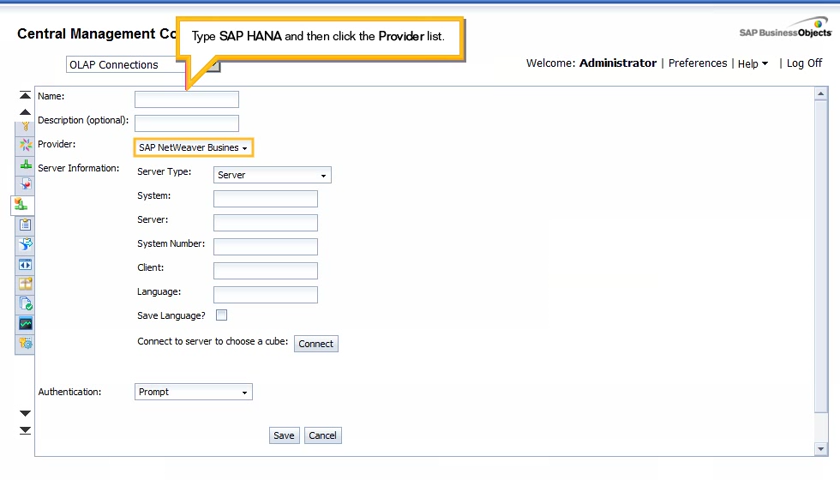 Central Management Co
Type SAP HANA and then click the Provider list.
SAP BusinessObjects
OLAP Connections
Welcome: Administrator | Preferences | Help | Log Off
Name:
Description (optional):
Provider: SAP NetWeaver Busines
Server Information: Server Type: Server
System:
Server:
System Number:
Client:
Language:
Save Language?
Connect to server to choose a cube: Connect
Authentication: Prompt
Save Cancel